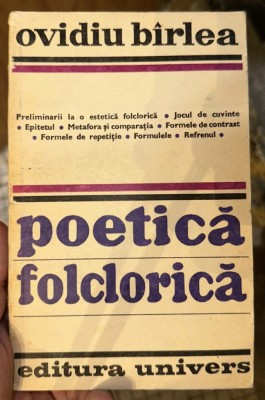 ovidiu bîrlea
Preliminarii la o estetică folclorică • Jocul de cuvinte
• Epitetul • Metafora și comparația • Formele de contrast
• Formele de repetiție • Formulele • Refrenul •
poetică
folclorică
editura univers